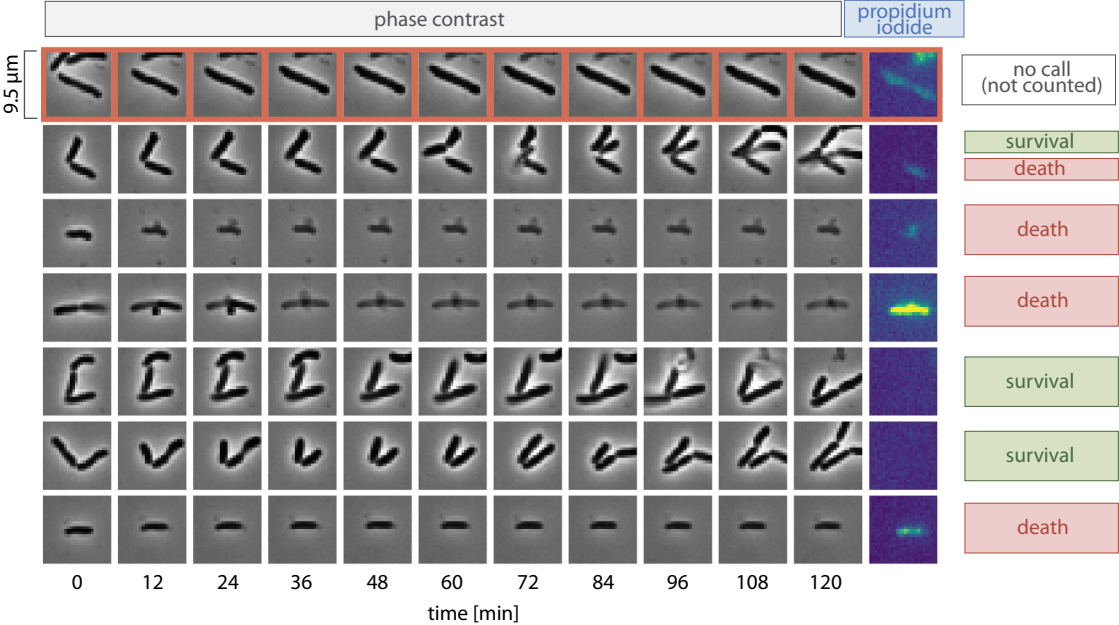 phase contrast
propidium
iodide
9.5 μm
no call
(not counted)
survival
death
death
death
survival
survival
death
0 12 24 36 48 60 72 84 96 108 120
time [min]